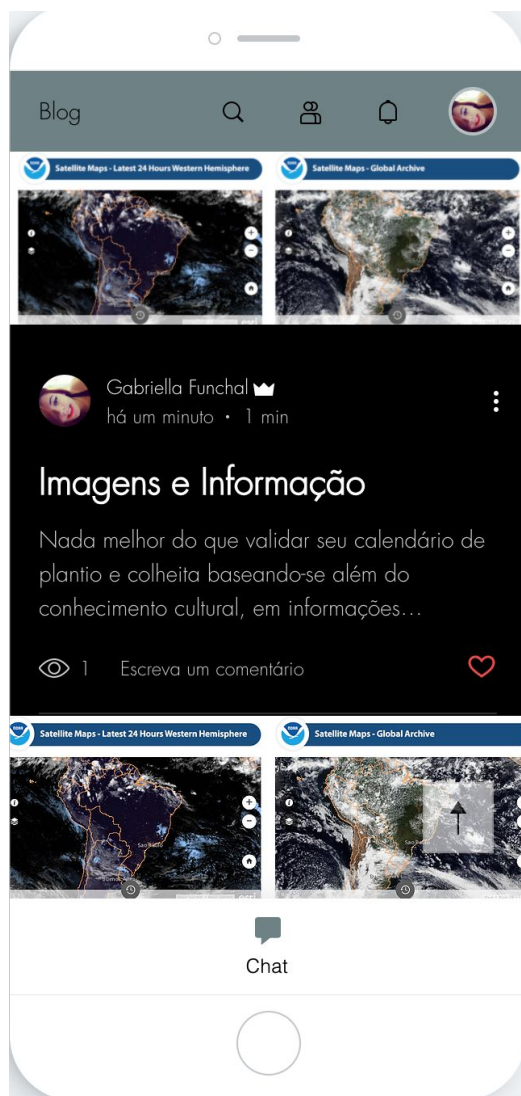 Blog
Satellite Maps - Latest 24 Hours Western Hemisphere
Satellite Maps - Global Archive
Gabriella Funchal
há um minuto • 1 min
Imagens e Informação
Nada melhor do que validar seu calendário de
plantio e colheita baseando-se além do
conhecimento cultural, em informações...
1
Escreva um comentário
Satellite Maps - Latest 24 Hours Western Hemisphere
Satellite Maps - Global Archive
Chat